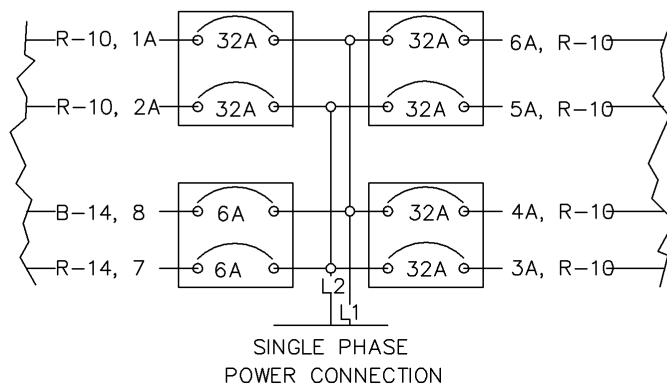 R-10, 1A 32A 32A 6A, R-10
R-10, 2A 32A 32A 5A, R-10
B-14, 8 6A 32A 4A, R-10
R-14, 7 6A 32A 3A, R-10
L2
L1
SINGLE PHASE
POWER CONNECTION